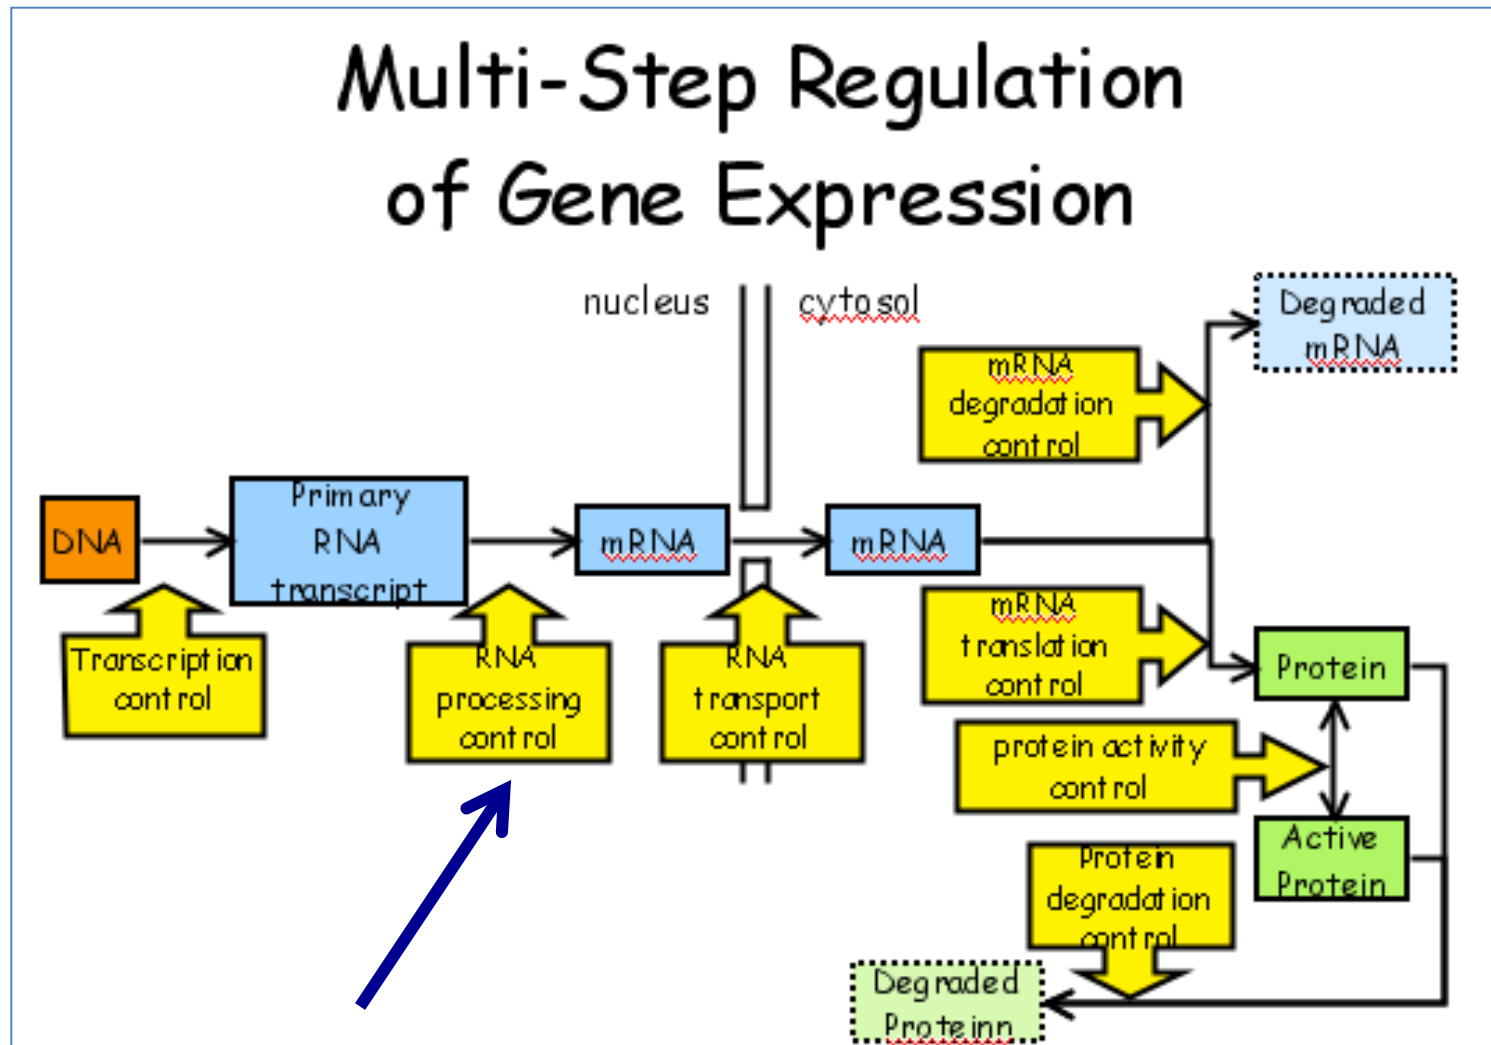 Multi-Step Regulation
of Gene Expression
nucleus
cytosol
Degraded
mRNA
mRNA
degradation
control
DNA
Primary
RNA
transcript
mRNA
mRNA
Transcription
control
RNA
processing
control
RNA
transport
control
mRNA
translation
control
Protein
protein activity
control
Active
Protein
Protein
degradation
control
Degraded
Proteinn